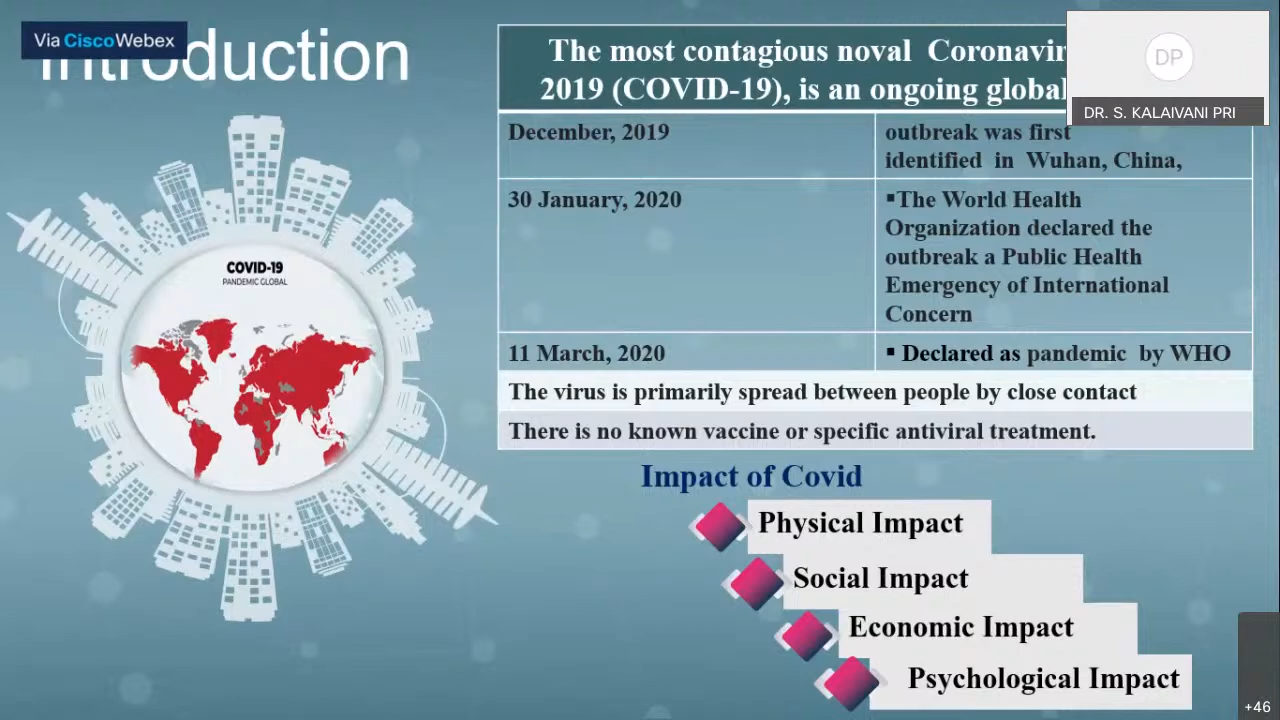 Via Cisco Webex
Introduction
The most contagious noval Coronavir
2019 (COVID-19), is an ongoing global
DP
DR. S. KALAIVANI PRI
December, 2019
outbreak was first
identified in Wuhan, China,
30 January, 2020
▪The World Health
Organization declared the
outbreak a Public Health
Emergency of International
Concern
11 March, 2020
▪ Declared as pandemic by WHO
The virus is primarily spread between people by close contact
There is no known vaccine or specific antiviral treatment.
COVID-19
PANDEMIC GLOBAL
Impact of Covid
Physical Impact
Social Impact
Economic Impact
Psychological Impact
+46